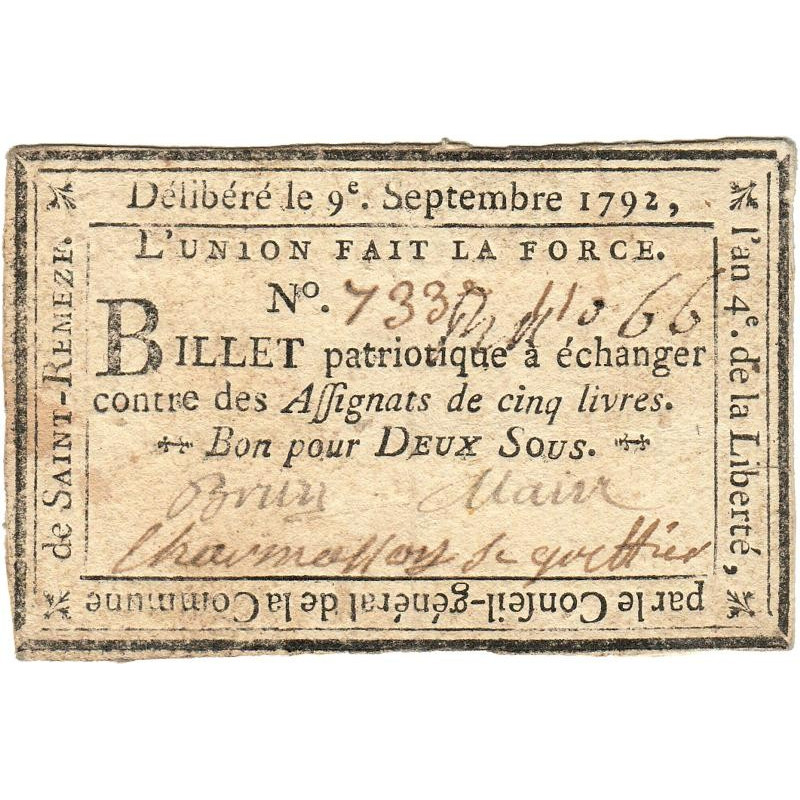 Délibéré le 9e. Septembre 1792,
l'an 4e. de la Liberté,
par le Conſeil-général de la Commune
de SAINT-REMEZE.
L'UNION FAIT LA FORCE.
No. 733
BILLET patriotique à échanger
contre des Aſſignats de cinq livres.
Bon pour DEUX SOUS.
Brun Maire